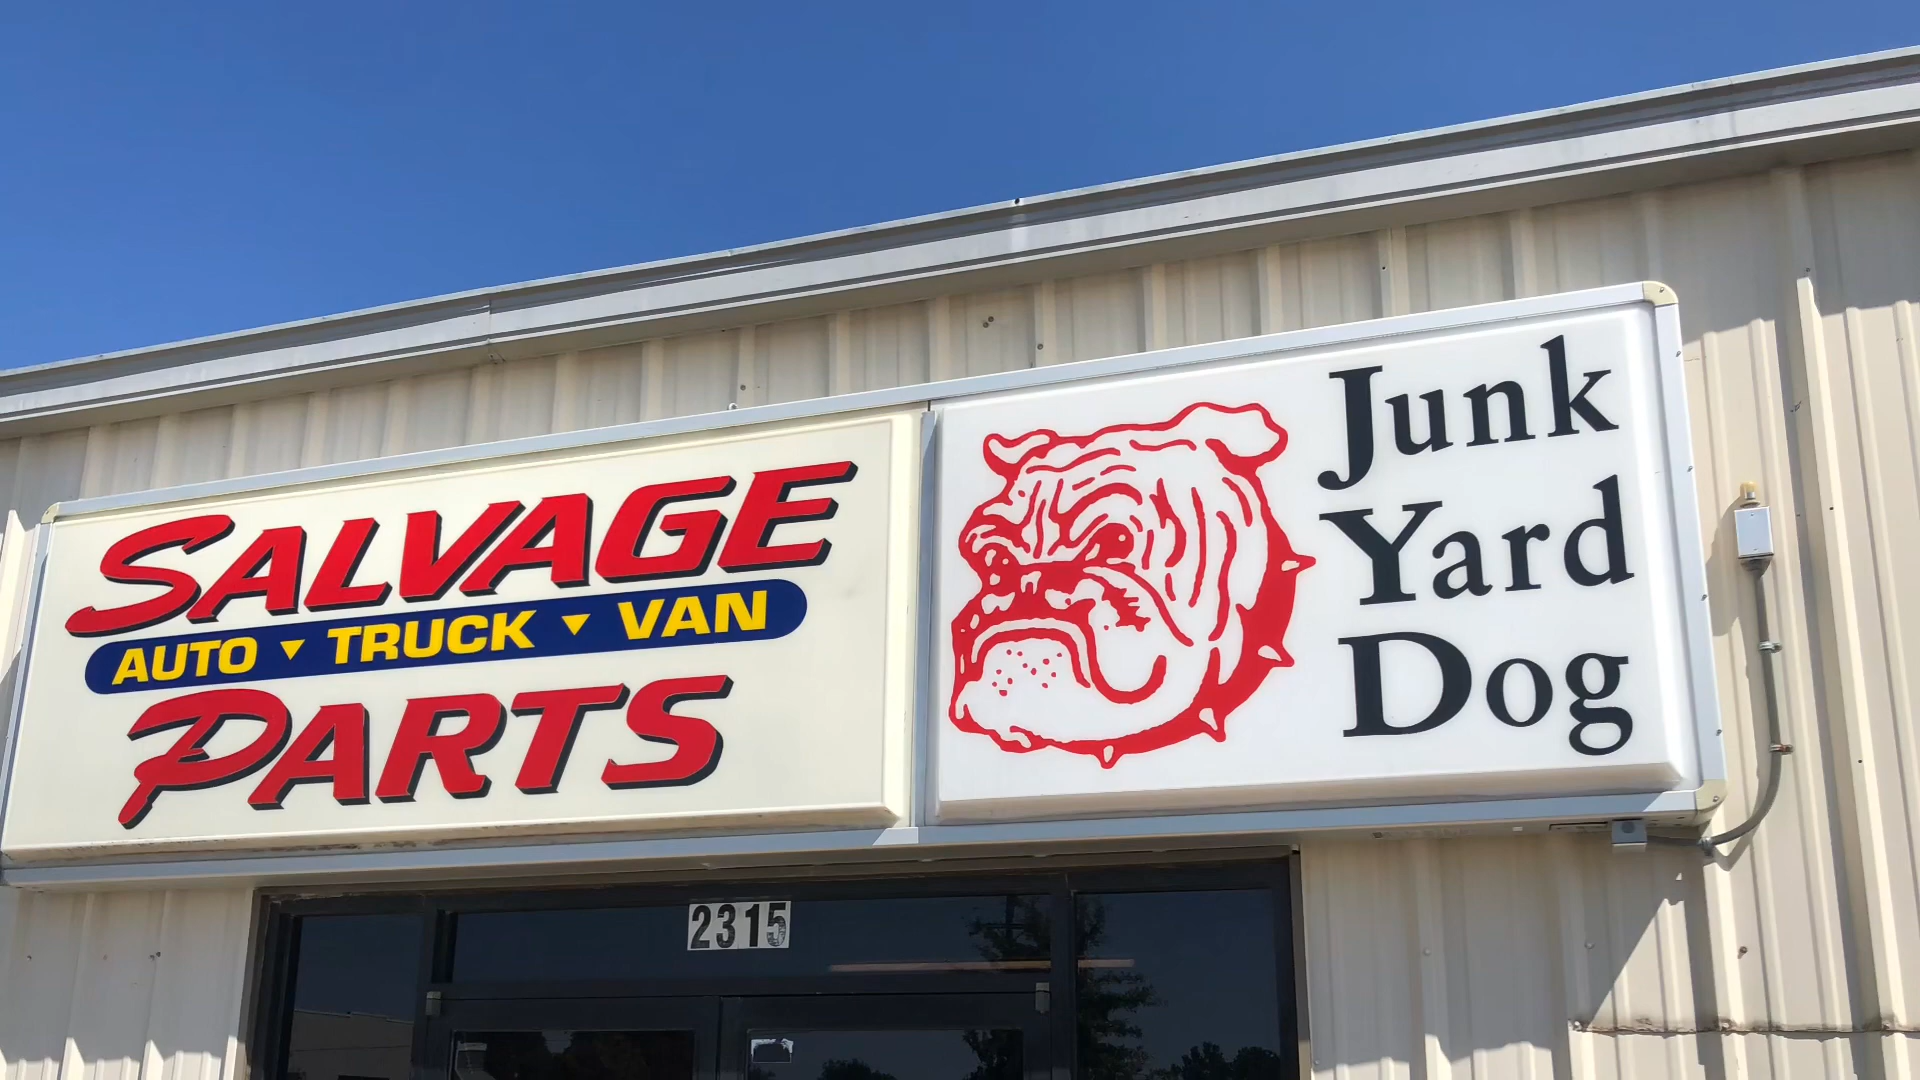 SALVAGE
AUTO ▾ TRUCK ▾ VAN
PARTS
Junk
Yard
Dog
2315